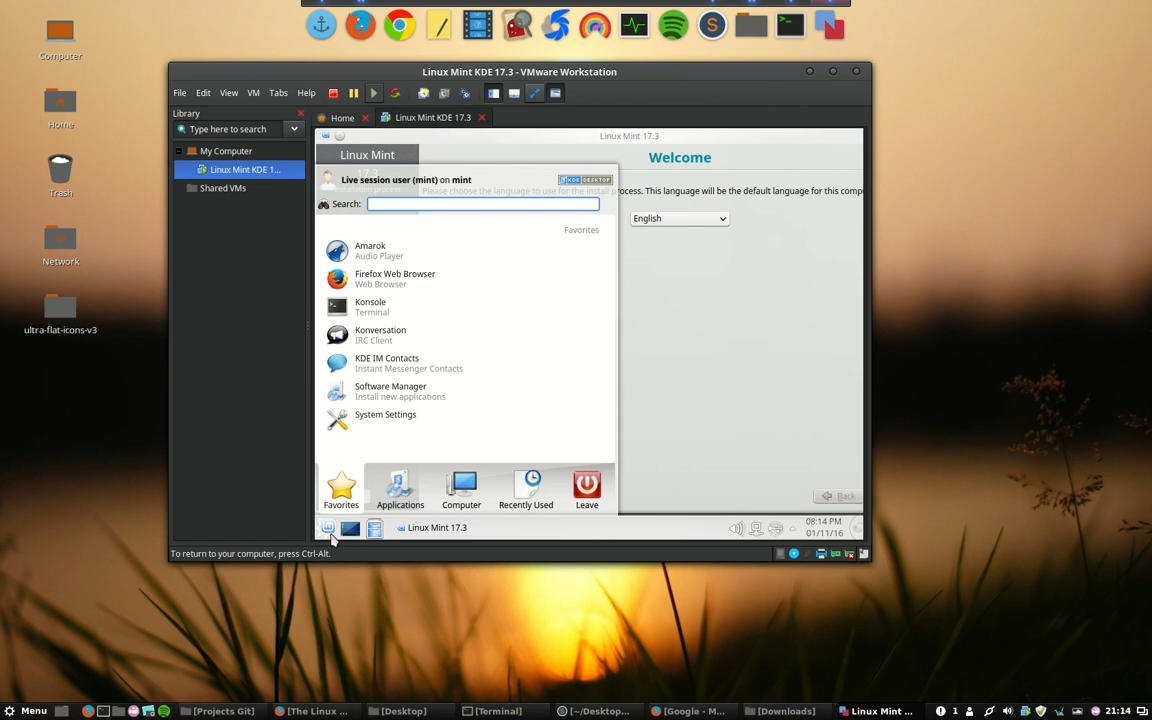 Computer
Home
Trash
Network
ultra-flat-icons-v3
Linux Mint KDE 17.3 - VMware Workstation
File Edit View VM Tabs Help
Library
Type here to search
My Computer
Linux Mint KDE 1...
Shared VMs
Home
Linux Mint KDE 17.3
Linux Mint 17.3
Linux Mint
Welcome
Live session user (mint) on mint
KDE DESKTOP
Please choose the language to use for the install process. This language will be the default language for this compu
Search:
English
Favorites
Amarok
Audio Player
Firefox Web Browser
Web Browser
Konsole
Terminal
Konversation
IRC Client
KDE IM Contacts
Instant Messenger Contacts
Software Manager
Install new applications
System Settings
Favorites
Applications
Computer
Recently Used
Leave
Back
Linux Mint 17.3
08:14 PM
01/11/16
To return to your computer, press Ctrl-Alt.
Menu
[Projects Git]
[The Linux ...
[Desktop]
[Terminal]
[~/Desktop...
[Google - M...
[Downloads]
Linux Mint ...
1
21:14